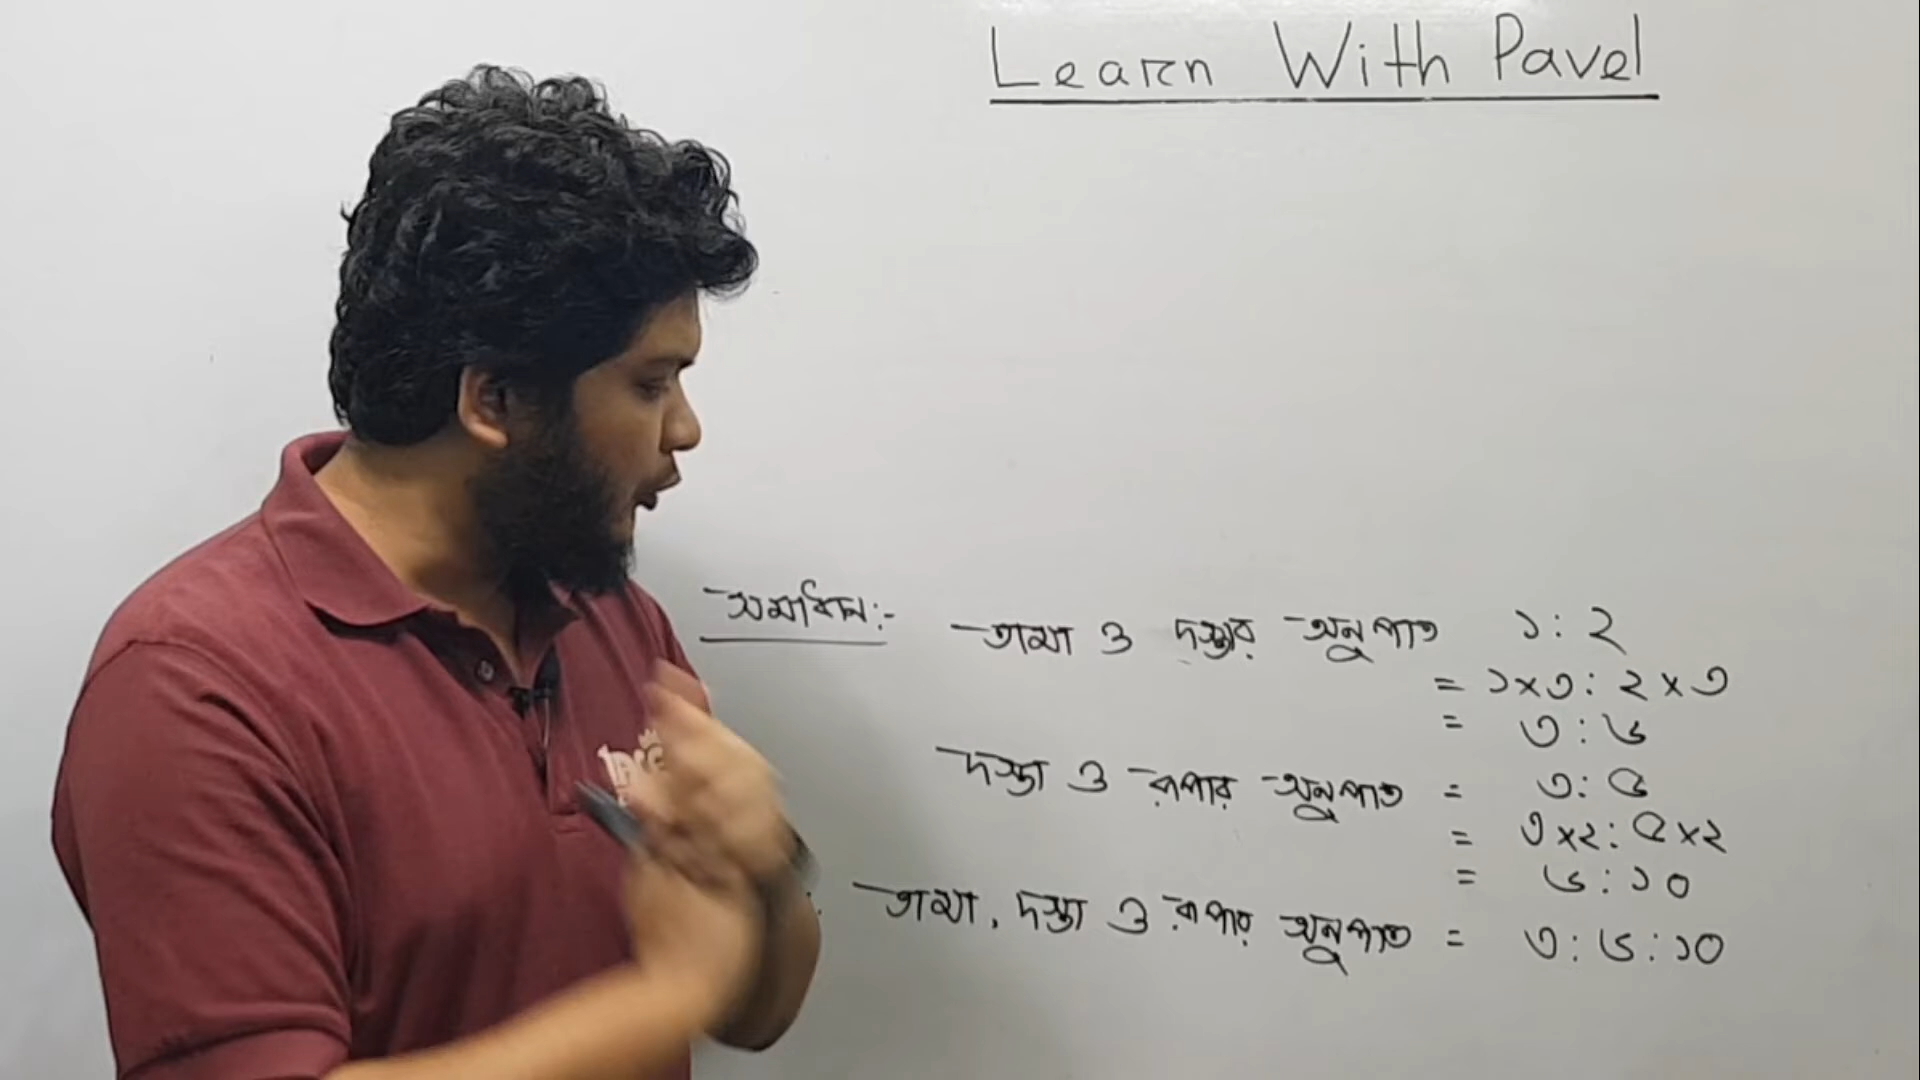 Learn With Pavel
সমাধান:- তামা ও দস্তার অনুপাত ১:২
= ১×৩:২×৩
= ৩:৬
দস্তা ও রূপার অনুপাত = ৩:৫
= ৩×২:৫×২
= ৬:১০
তামা, দস্তা ও রূপার অনুপাত = ৩:৬:১০